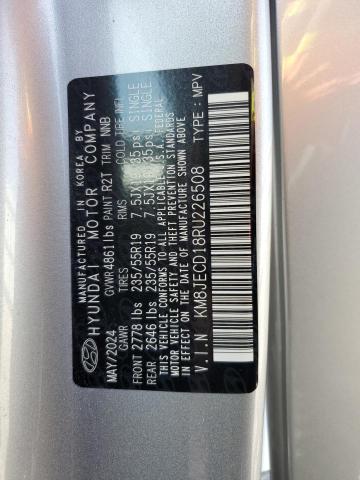 MANUFACTURED IN KOREA BY
HYUNDAI MOTOR COMPANY
MAY/2024 GVWR 4861lbs PAINT R2T TRIM NNB
GAWR TIRES RIMS COLD TIRE INFL
FRONT 2778 lbs 235/55R19 7.5JX19 35psi SINGLE
REAR 2646 lbs 235/55R19 7.5JX19 35psi SINGLE
THIS VEHICLE CONFORMS TO ALL APPLICABLE U.S.A. FEDERAL
MOTOR VEHICLE SAFETY, BUMPER, AND THEFT PREVENTION
STANDARDS IN EFFECT ON THE DATE OF MANUFACTURE SHOWN ABOVE.
V.I.N KM8JECD18RU226508 TYPE: MPV